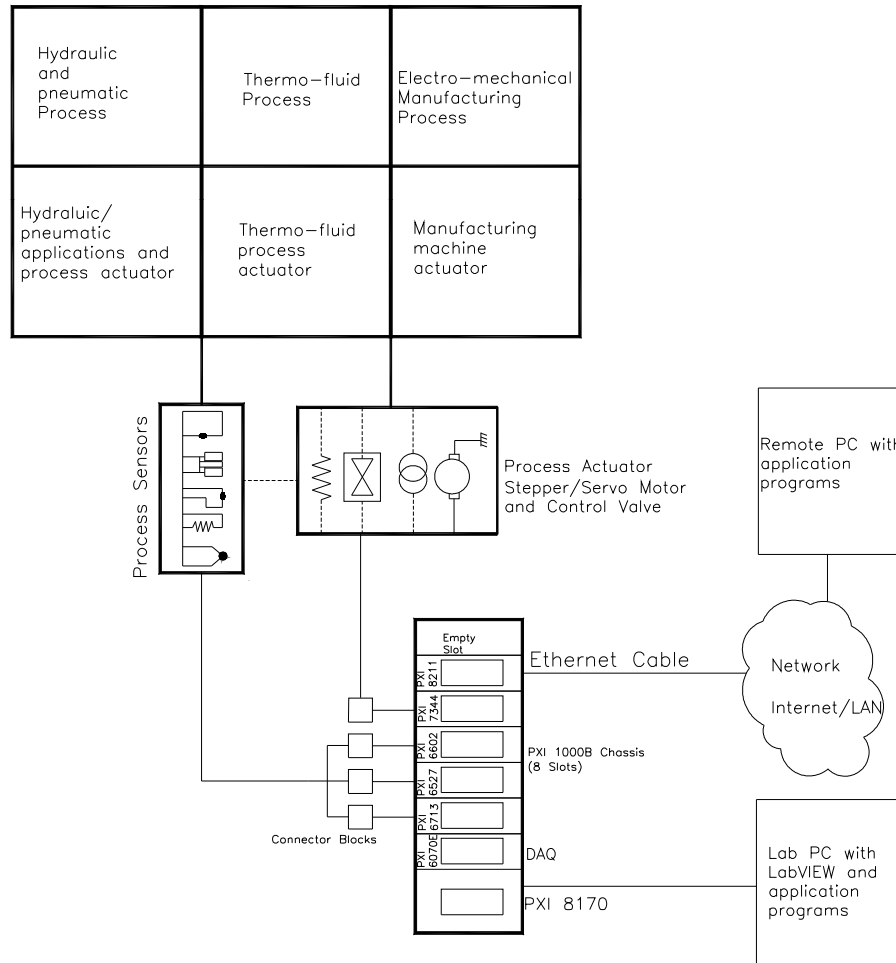 Hydraulic
and
pneumatic
Process
Thermo-fluid
Process
Electro-mechanical
Manufacturing
Process
Hydraluic/
pneumatic
applications and
process actuator
Thermo-fluid
process
actuator
Manufacturing
machine
actuator
Process Sensors
Process Actuator
Stepper/Servo Motor
and Control Valve
Remote PC with
application
programs
Empty
Slot
PXI
8211
Ethernet Cable
Network
Internet/LAN
PXI
7344
PXI
6602
PXI 1000B Chassis
(8 Slots)
PXI
6527
PXI
6713
Connector Blocks
PXI
6070E
DAQ
PXI 8170
Lab PC with
LabVIEW and
application
programs